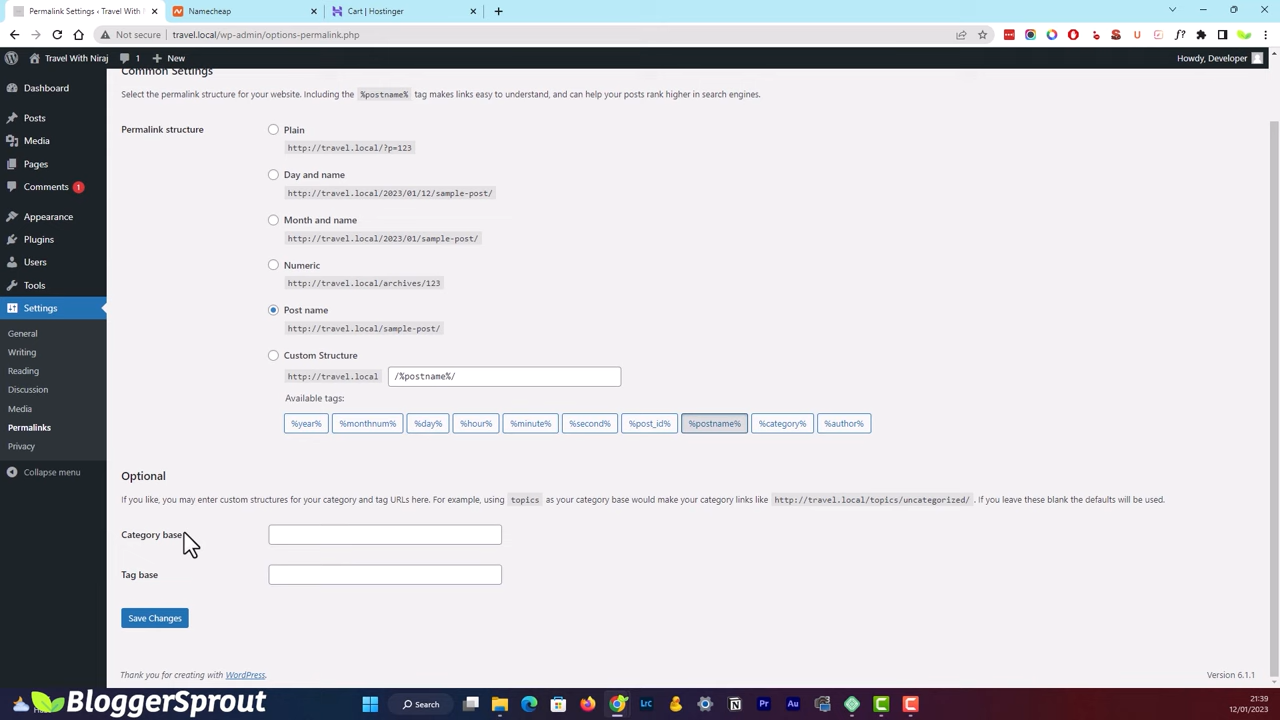 Permalink Settings ‹ Travel With
Namecheap
Cart | Hostinger
Not secure
travel.local/wp-admin/options-permalink.php
Travel With Niraj
1
New
Howdy, Developer
Dashboard
Posts
Media
Pages
Comments 1
Appearance
Plugins
Users
Tools
Settings
General
Writing
Reading
Discussion
Media
Permalinks
Privacy
Collapse menu
Common Settings
Select the permalink structure for your website. Including the %postname% tag makes links easy to understand, and can help your posts rank higher in search engines.
Permalink structure
Plain
http://travel.local/?p=123
Day and name
http://travel.local/2023/01/12/sample-post/
Month and name
http://travel.local/2023/01/sample-post/
Numeric
http://travel.local/archives/123
Post name
http://travel.local/sample-post/
Custom Structure
http://travel.local /%postname%/
Available tags:
%year% %monthnum% %day% %hour% %minute% %second% %post_id% %postname% %category% %author%
Optional
If you like, you may enter custom structures for your category and tag URLs here. For example, using topics as your category base would make your category links like http://travel.local/topics/uncategorized/ . If you leave these blank the defaults will be used.
Category base
Tag base
Save Changes
Thank you for creating with WordPress.
Version 6.1.1
BloggerSprout
Search
21:39
12/01/2023